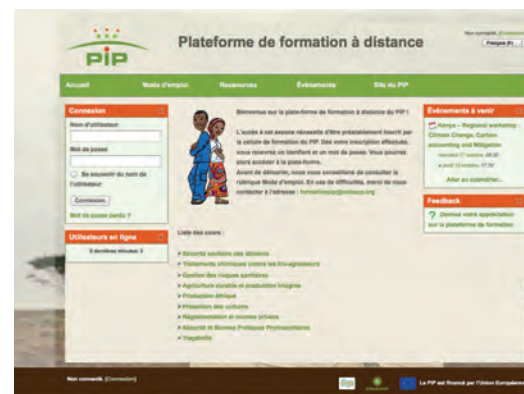 Non connecté. (Connexion)
Français (fr)
PIP
Plateforme de formation à distance
Accueil
Mode d'emploi
Ressources
Événements
Site du PIP
Connexion
Nom d'utilisateur
Mot de passe
Se souvenir du nom de
l'utilisateur
Connexion
Mot de passe perdu ?
Utilisateurs en ligne
5 dernières minutes: 3
Bienvenue sur la plate-forme de formation à distance du PIP !
L'accès à cet espace nécessite d'être préalablement inscrit par
la cellule de formation du PIP. Dès votre inscription effectuée,
vous recevrez un identifiant et un mot de passe. Vous pourrez
alors accéder à la plate-forme.
Avant de démarrer, nous vous conseillons de consulter la
rubrique Mode d'emploi. En cas de difficultés, merci de nous
contacter à l'adresse :
Liste des cours :
> Sécurité sanitaire des aliments
> Traitements chimiques contre les bio-agresseurs
> Gestion des risques sanitaires
> Agriculture durable et production intégrée
> Production éthique
> Protection des cultures
> Réglementation et normes privées
> Sécurité et Bonnes Pratiques Phytosanitaires
> Traçabilité
Événements à venir
Kenya – Regional workshop -
Climate Change, Carbon
accounting and Mitigation
mercredi 17 octobre,
jeudi
Aller au calendrier...
Feedback
Donnez votre appréciation
sur la plateforme de formation
Non connecté. (Connexion)
Le PIP est financé par l'Union Européenne